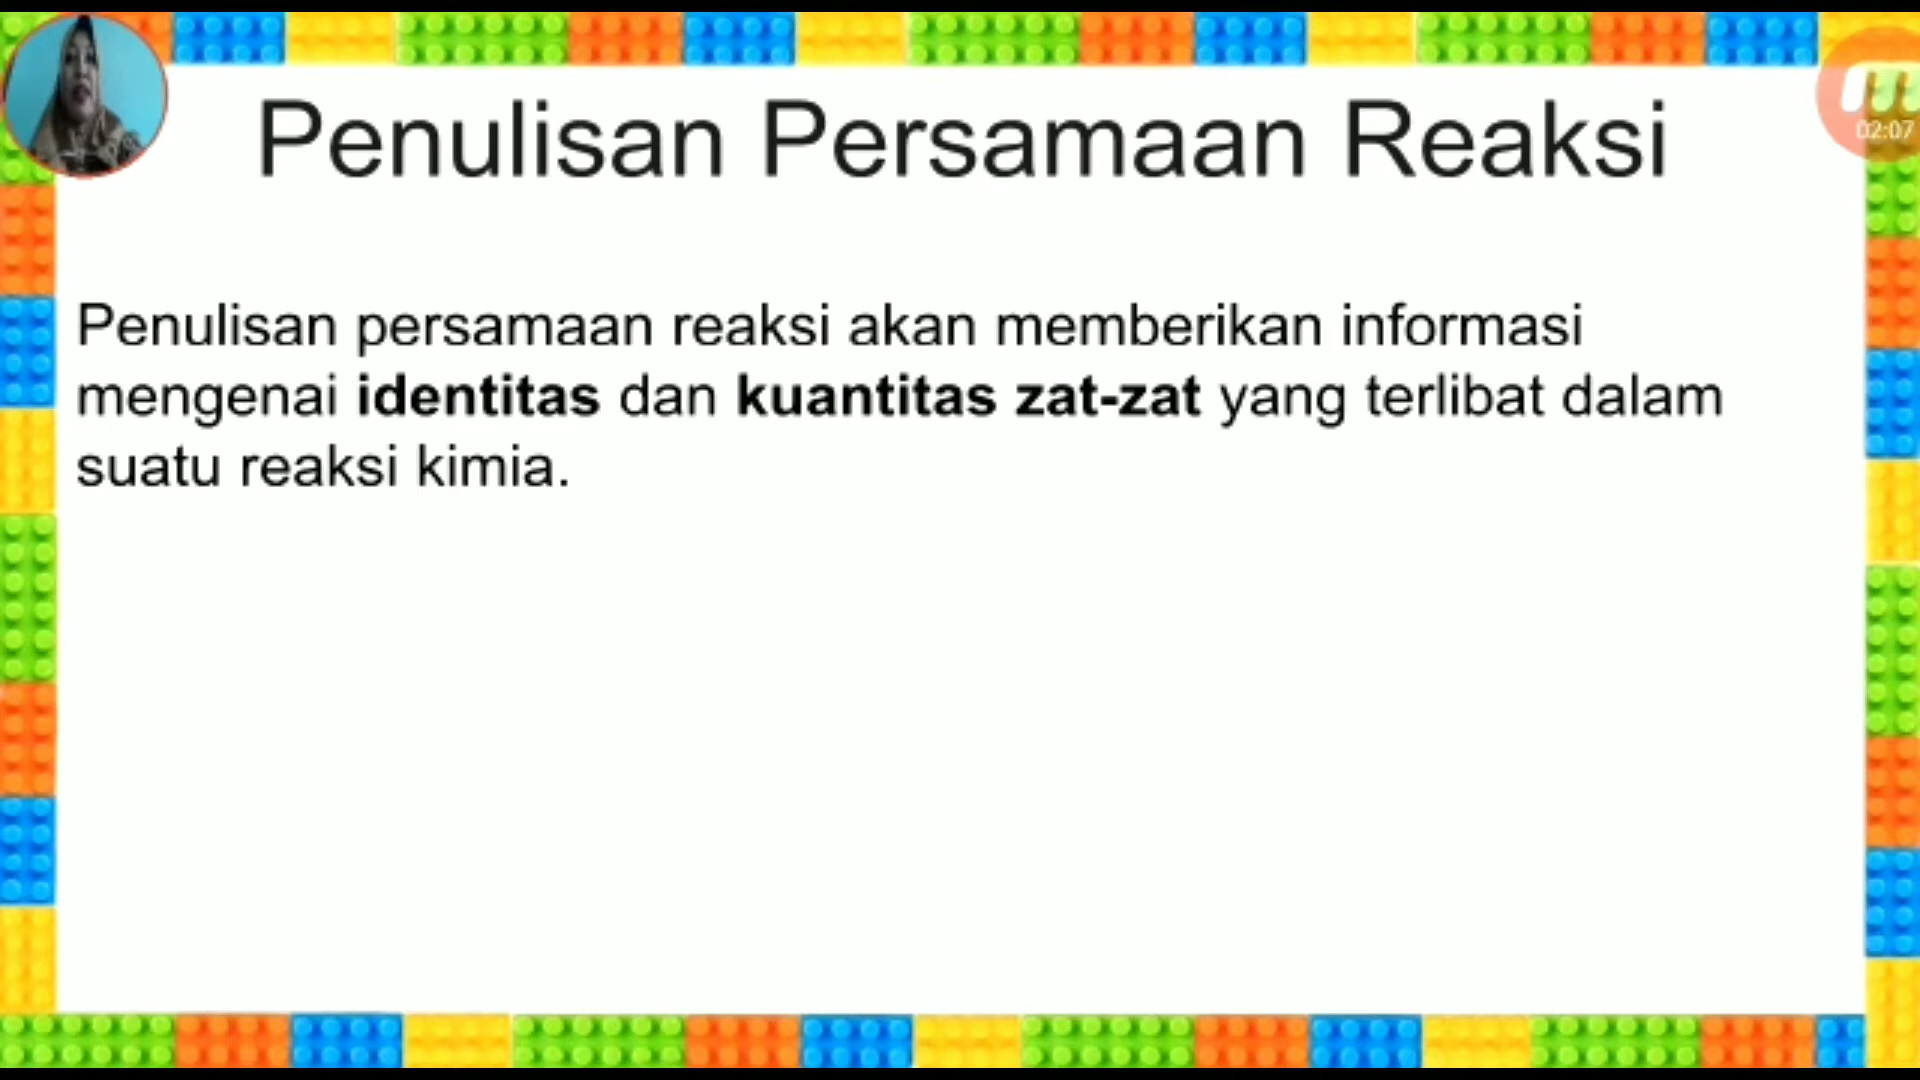 Penulisan Persamaan Reaksi
02:07
Penulisan persamaan reaksi akan memberikan informasi
mengenai identitas dan kuantitas zat-zat yang terlibat dalam
suatu reaksi kimia.